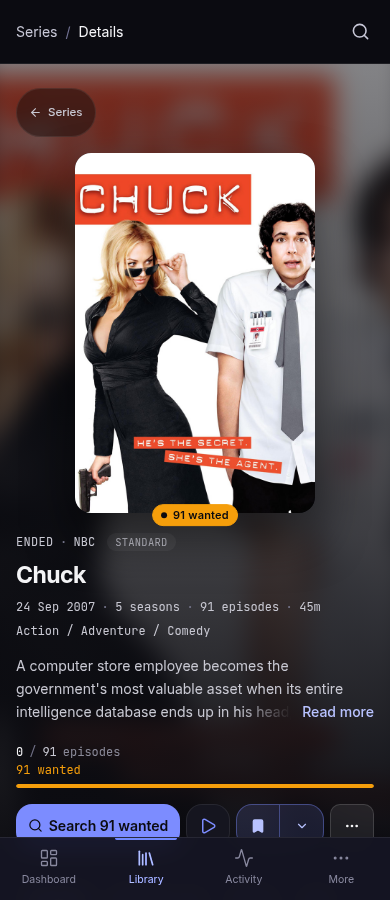 Series / Details
Series
CHUCK
HE'S THE SECRET.
SHE'S THE AGENT.
91 wanted
ENDED · NBC STANDARD
Chuck
24 Sep 2007 · 5 seasons · 91 episodes · 45m
Action / Adventure / Comedy
A computer store employee becomes the
government's most valuable asset when its entire
intelligence database ends up in his head Read more
0 / 91 episodes
91 wanted
Search 91 wanted
Dashboard Library Activity More